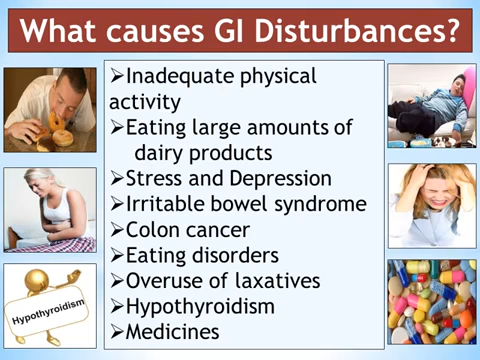 What causes GI Disturbances?
➢Inadequate physical
activity
➢Eating large amounts of
dairy products
➢Stress and Depression
➢Irritable bowel syndrome
➢Colon cancer
➢Eating disorders
➢Overuse of laxatives
➢Hypothyroidism
➢Medicines
Hypothyroidism